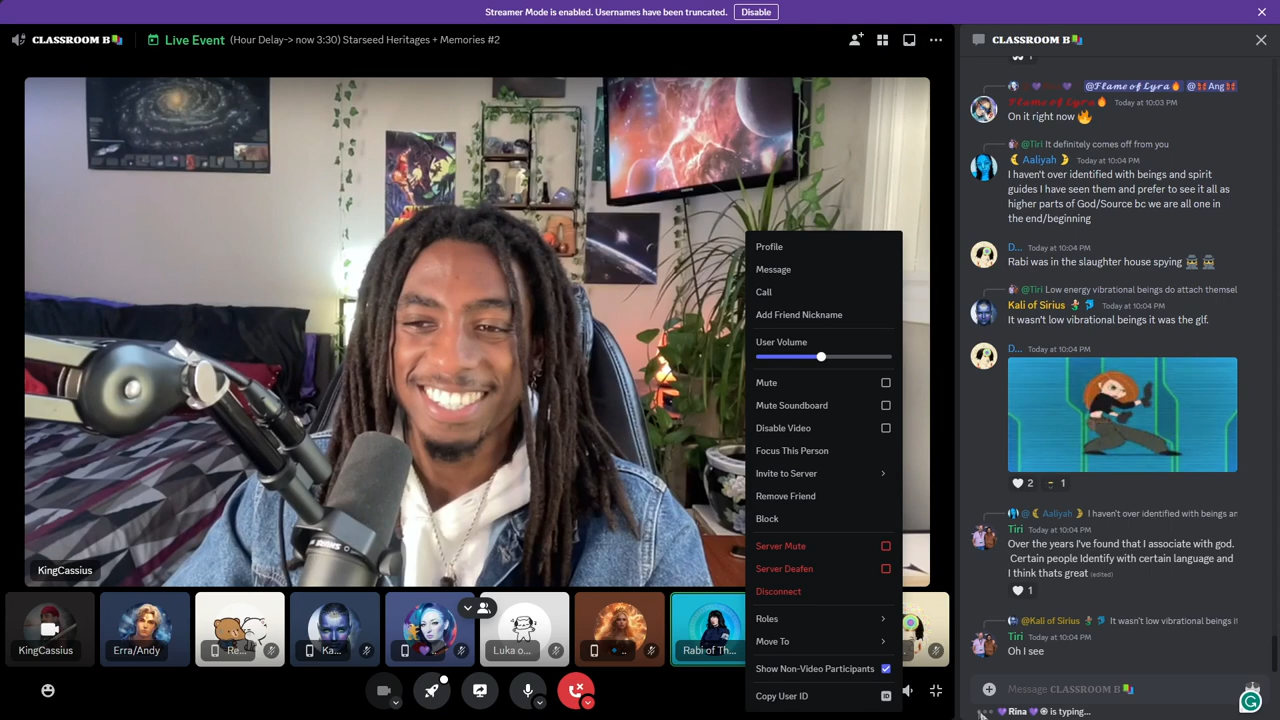 Streamer Mode is enabled. Usernames have been truncated.
Disable
CLASSROOM B
Live Event
(Hour Delay-> now 3:30) Starseed Heritages + Memories #2
KingCassius
Profile
Message
Call
Add Friend Nickname
User Volume
Mute
Mute Soundboard
Disable Video
Focus This Person
Invite to Server
Remove Friend
Block
Server Mute
Server Deafen
Disconnect
Roles
Move To
Show Non-Video Participants
Copy User ID
ID
KingCassius
Erra/Andy
Re...
Ka...
..
Luka o...
..
Rabi of Th...
CLASSROOM B
1
@Flame of Lyra @ Ang
Flame of Lyra Today at 10:03 PM
On it right now
@Tiri It definitely comes off from you
Aaliyah Today at 10:04 PM
I haven't over identified with beings and spirit
guides I have seen them and prefer to see it all as
higher parts of God/Source bc we are all one in
the end/beginning
D... Today at 10:04 PM
Rabi was in the slaughter house spying
@Tiri Low energy vibrational beings do attach themsel
Kali of Sirius Today at 10:04 PM
It wasn't low vibrational beings it was the glf.
D... Today at 10:04 PM
2
1
@ Aaliyah I haven't over identified with beings an
Tiri Today at 10:04 PM
Over the years I've found that I associate with god.
Certain people Identify with certain language and
I think thats great (edited)
1
@Kali of Sirius It wasn't low vibrational beings it
Tiri Today at 10:04 PM
Oh I see
Message CLASSROOM B
Rina is typing...